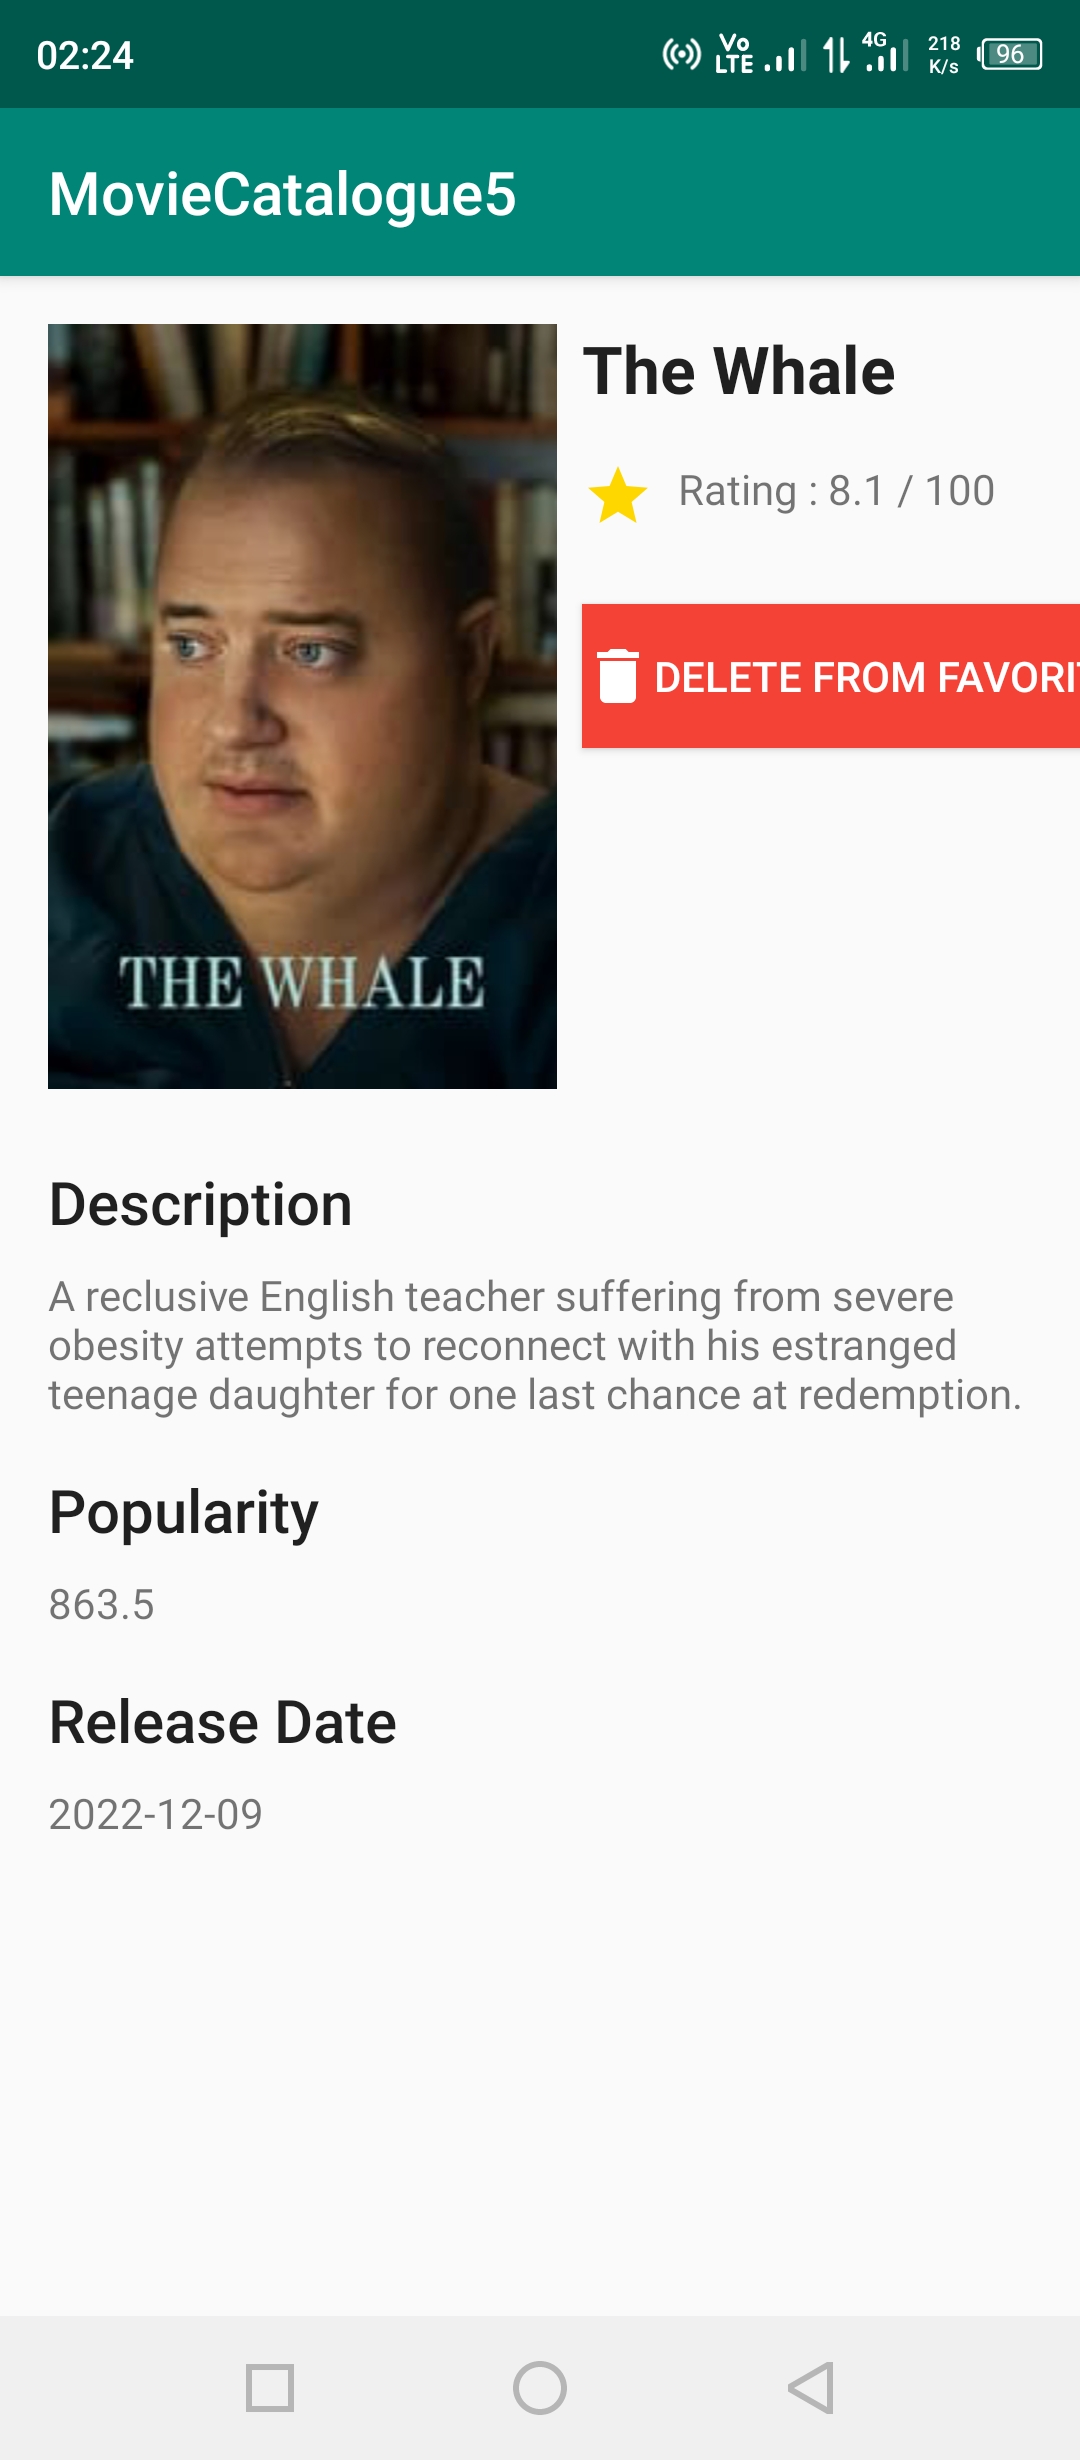 02:24
Vo
LTE
4G
218
K/s
96
MovieCatalogue5
The Whale
Rating : 8.1 / 100
DELETE FROM FAVORI
THE WHALE
Description
A reclusive English teacher suffering from severe
obesity attempts to reconnect with his estranged
teenage daughter for one last chance at redemption.
Popularity
863.5
Release Date
2022-12-09